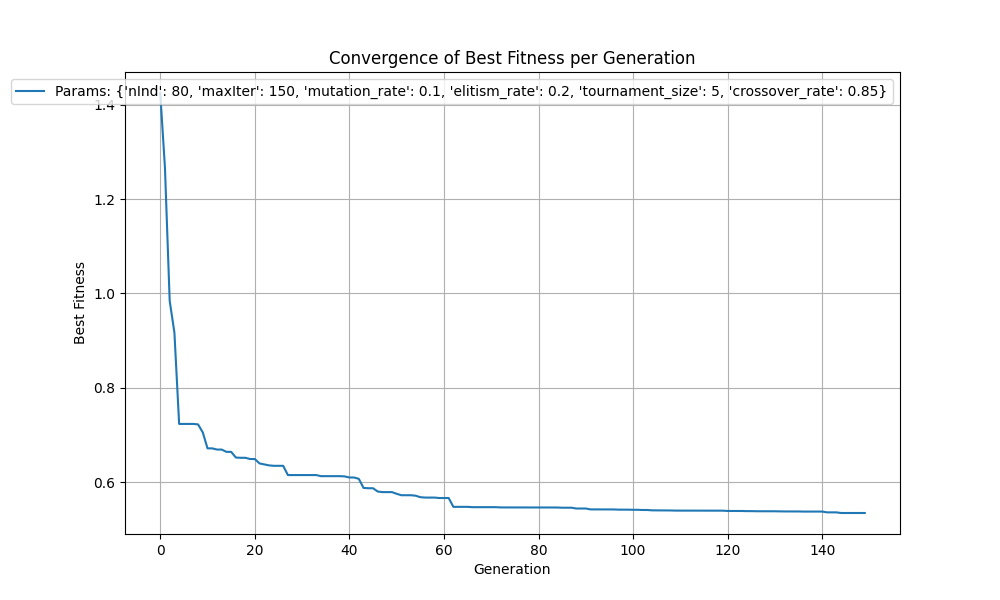 Convergence of Best Fitness per Generation
Params: {'nInd': 80, 'maxIter': 150, 'mutation_rate': 0.1, 'elitism_rate': 0.2, 'tournament_size': 5, 'crossover_rate': 0.85}
1.4
1.2
1.0
0.8
0.6
Best Fitness
0 20 40 60 80 100 120 140
Generation